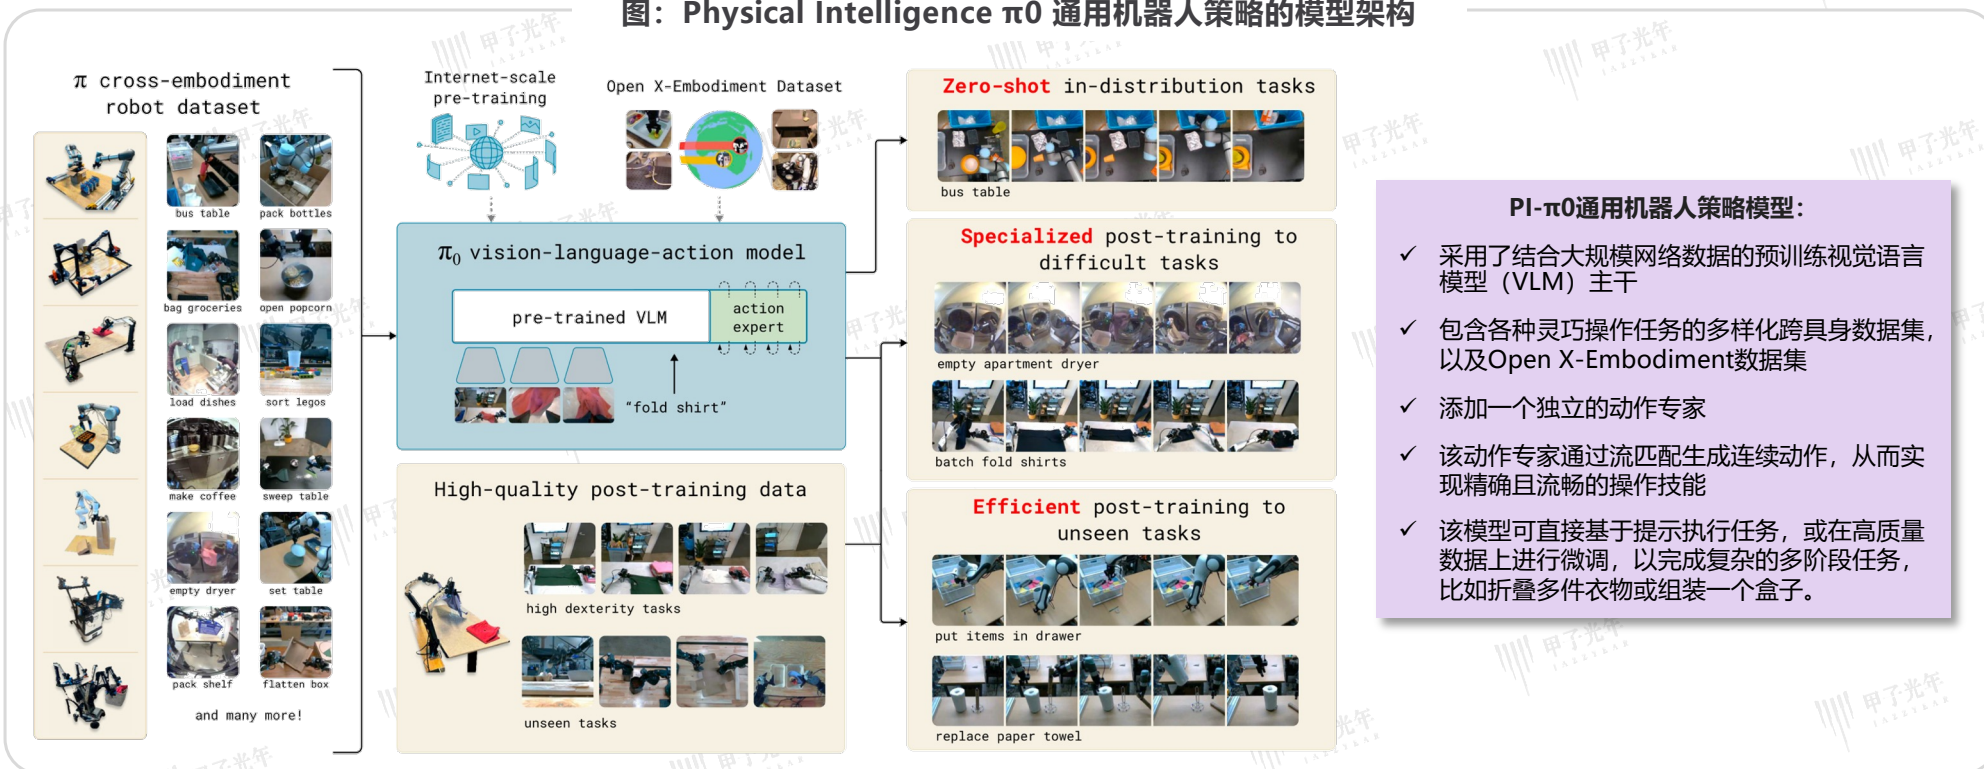 图：Physical Intelligence π0 通用机器人策略的模型架构
π cross-embodiment
robot dataset
bus table
pack bottles
bag groceries
open popcorn
load dishes
sort legos
make coffee
sweep table
empty dryer
set table
pack shelf
flatten box
and many more!
Internet-scale
pre-training
Open X-Embodiment Dataset
π0 vision-language-action model
pre-trained VLM
action
expert
“fold shirt”
High-quality post-training data
high dexterity tasks
unseen tasks
Zero-shot in-distribution tasks
bus table
Specialized post-training to
difficult tasks
empty apartment dryer
batch fold shirts
Efficient post-training to
unseen tasks
put items in drawer
replace paper towel
PI-π0通用机器人策略模型：
✓ 采用了结合大规模网络数据的预训练视觉语言
模型（VLM）主干
✓ 包含各种灵巧操作任务的多样化跨具身数据集，
以及Open X-Embodiment数据集
✓ 添加一个独立的动作专家
✓ 该动作专家通过流匹配生成连续动作，从而实
现精确且流畅的操作技能
✓ 该模型可直接基于提示执行任务，或在高质量
数据上进行微调，以完成复杂的多阶段任务，
比如折叠多件衣物或组装一个盒子。
甲子光年
JAZZYEAR